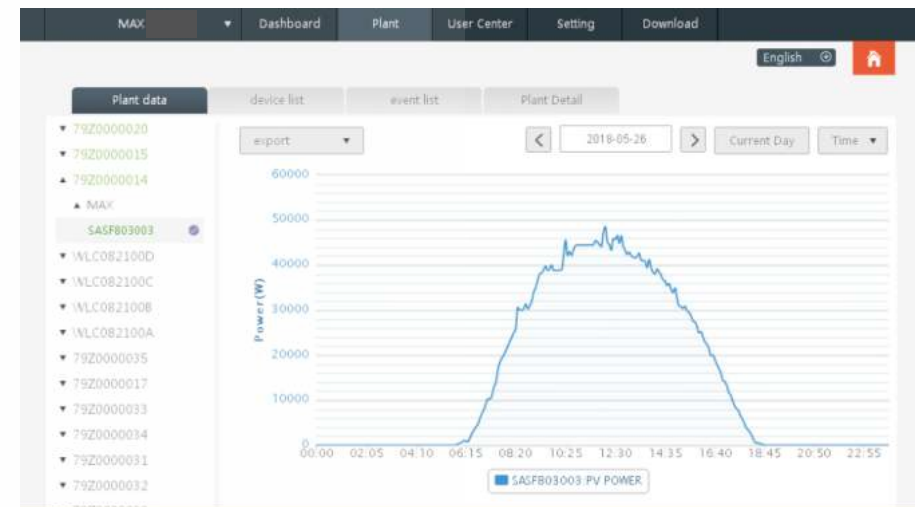 MAX Dashboard Plant User Center Setting Download
English
Plant data device list event list Plant Detail
79Z0000020
79Z0000015
79Z0000014
MAX
SASF803003
WLC082100D
WLC082100C
WLC082100B
WLC082100A
79Z0000035
79Z0000017
79Z0000033
79Z0000034
79Z0000031
79Z0000032
export
2018-05-26
Current Day
Time
Power(W)
60000
50000
40000
30000
20000
10000
0
00:00 02:05 04:10 06:15 08:20 10:25 12:30 14:35 16:40 18:45 20:50 22:55
SASF803003:PV POWER